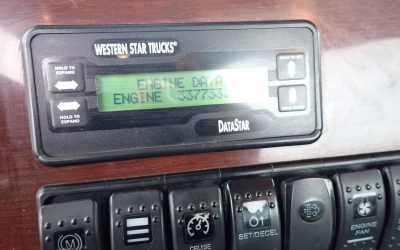 WESTERN STAR TRUCKS
HOLD TO
EXPAND
HOLD TO
EXPAND
ENGINE DATA
ENGINE 337733.
DATASTAR
M
CRUISE
SET/DECEL
ENGINE
FAN